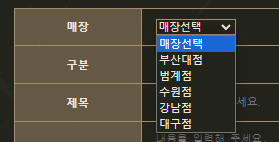 매장 매장선택
매장선택
부산대점
구분 범계점
수원점
제목 강남점 세요.
대구점
내용을 입력해 주세요.